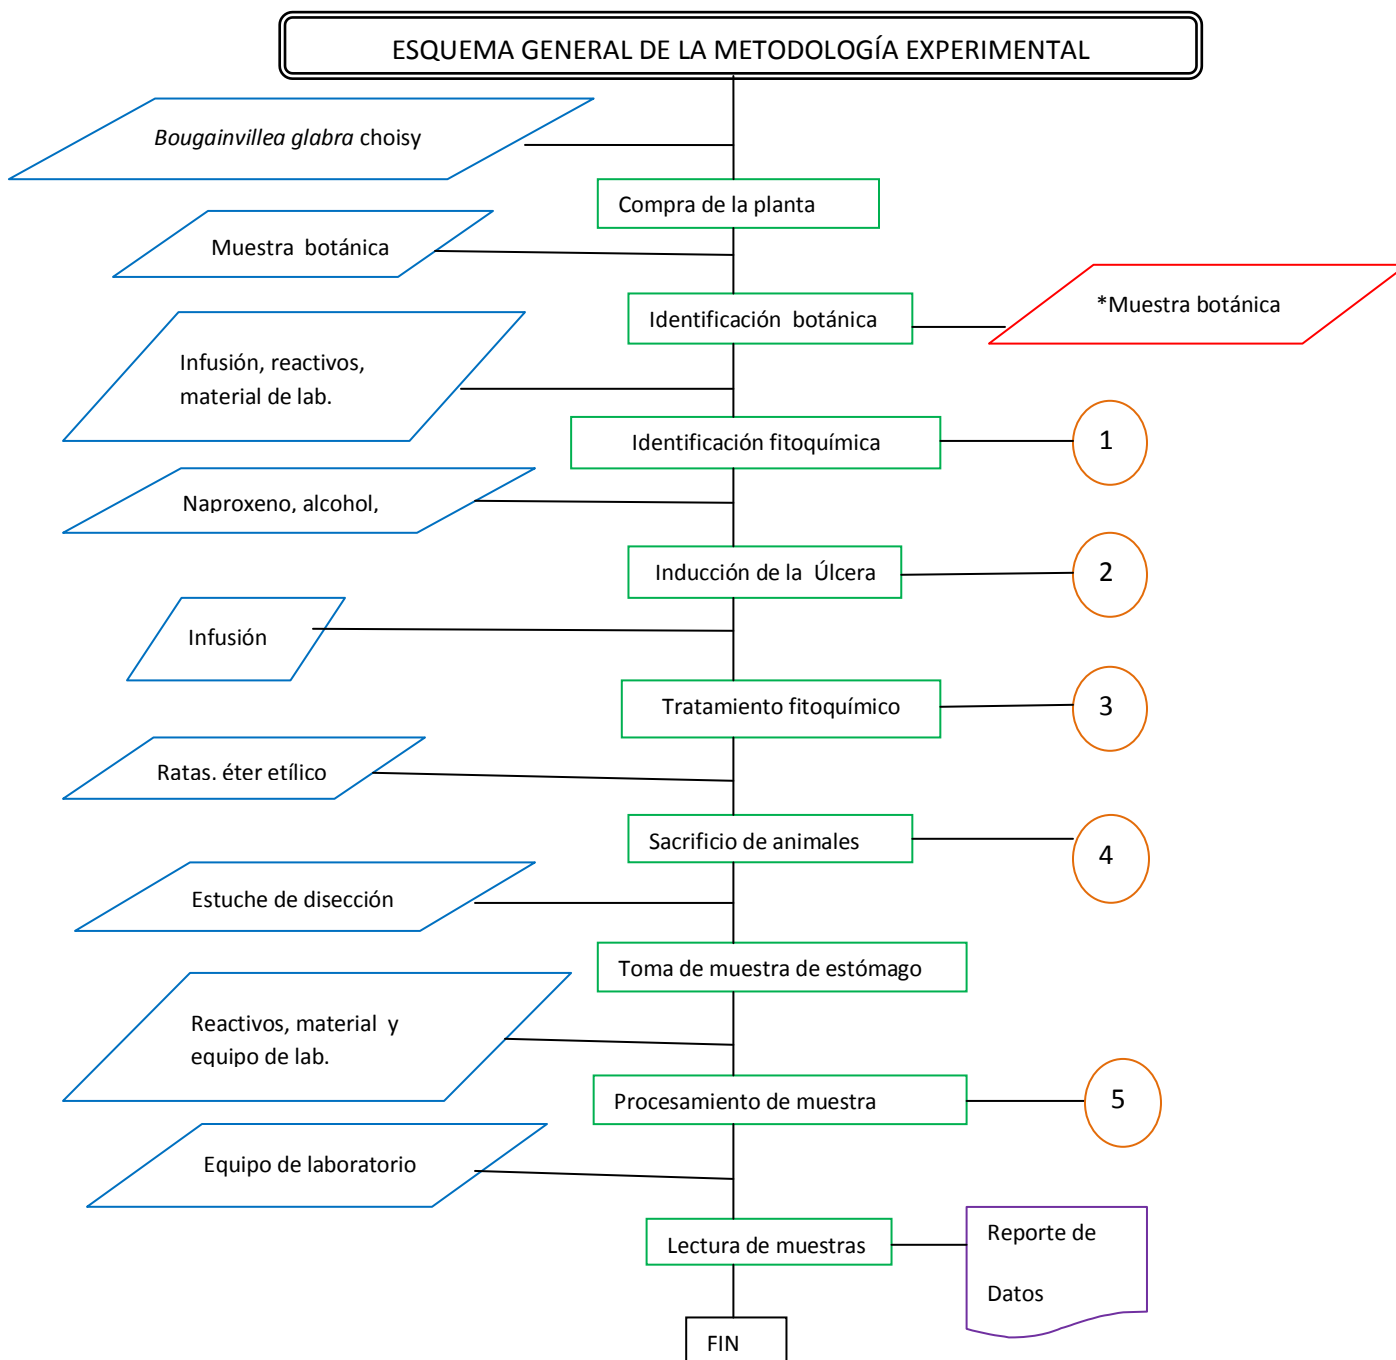 ESQUEMA GENERAL DE LA METODOLOGÍA EXPERIMENTAL
Bougainvillea glabra choisy
Compra de la planta
Muestra botánica
Identificación botánica
*Muestra botánica
Infusión, reactivos,
material de lab.
Identificación fitoquímica
1
Naproxeno, alcohol,
Inducción de la Úlcera
2
Infusión
Tratamiento fitoquímico
3
Ratas. éter etílico
Sacrificio de animales
4
Estuche de disección
Toma de muestra de estómago
Reactivos, material y
equipo de lab.
Procesamiento de muestra
5
Equipo de laboratorio
Lectura de muestras
Reporte de
Datos
FIN